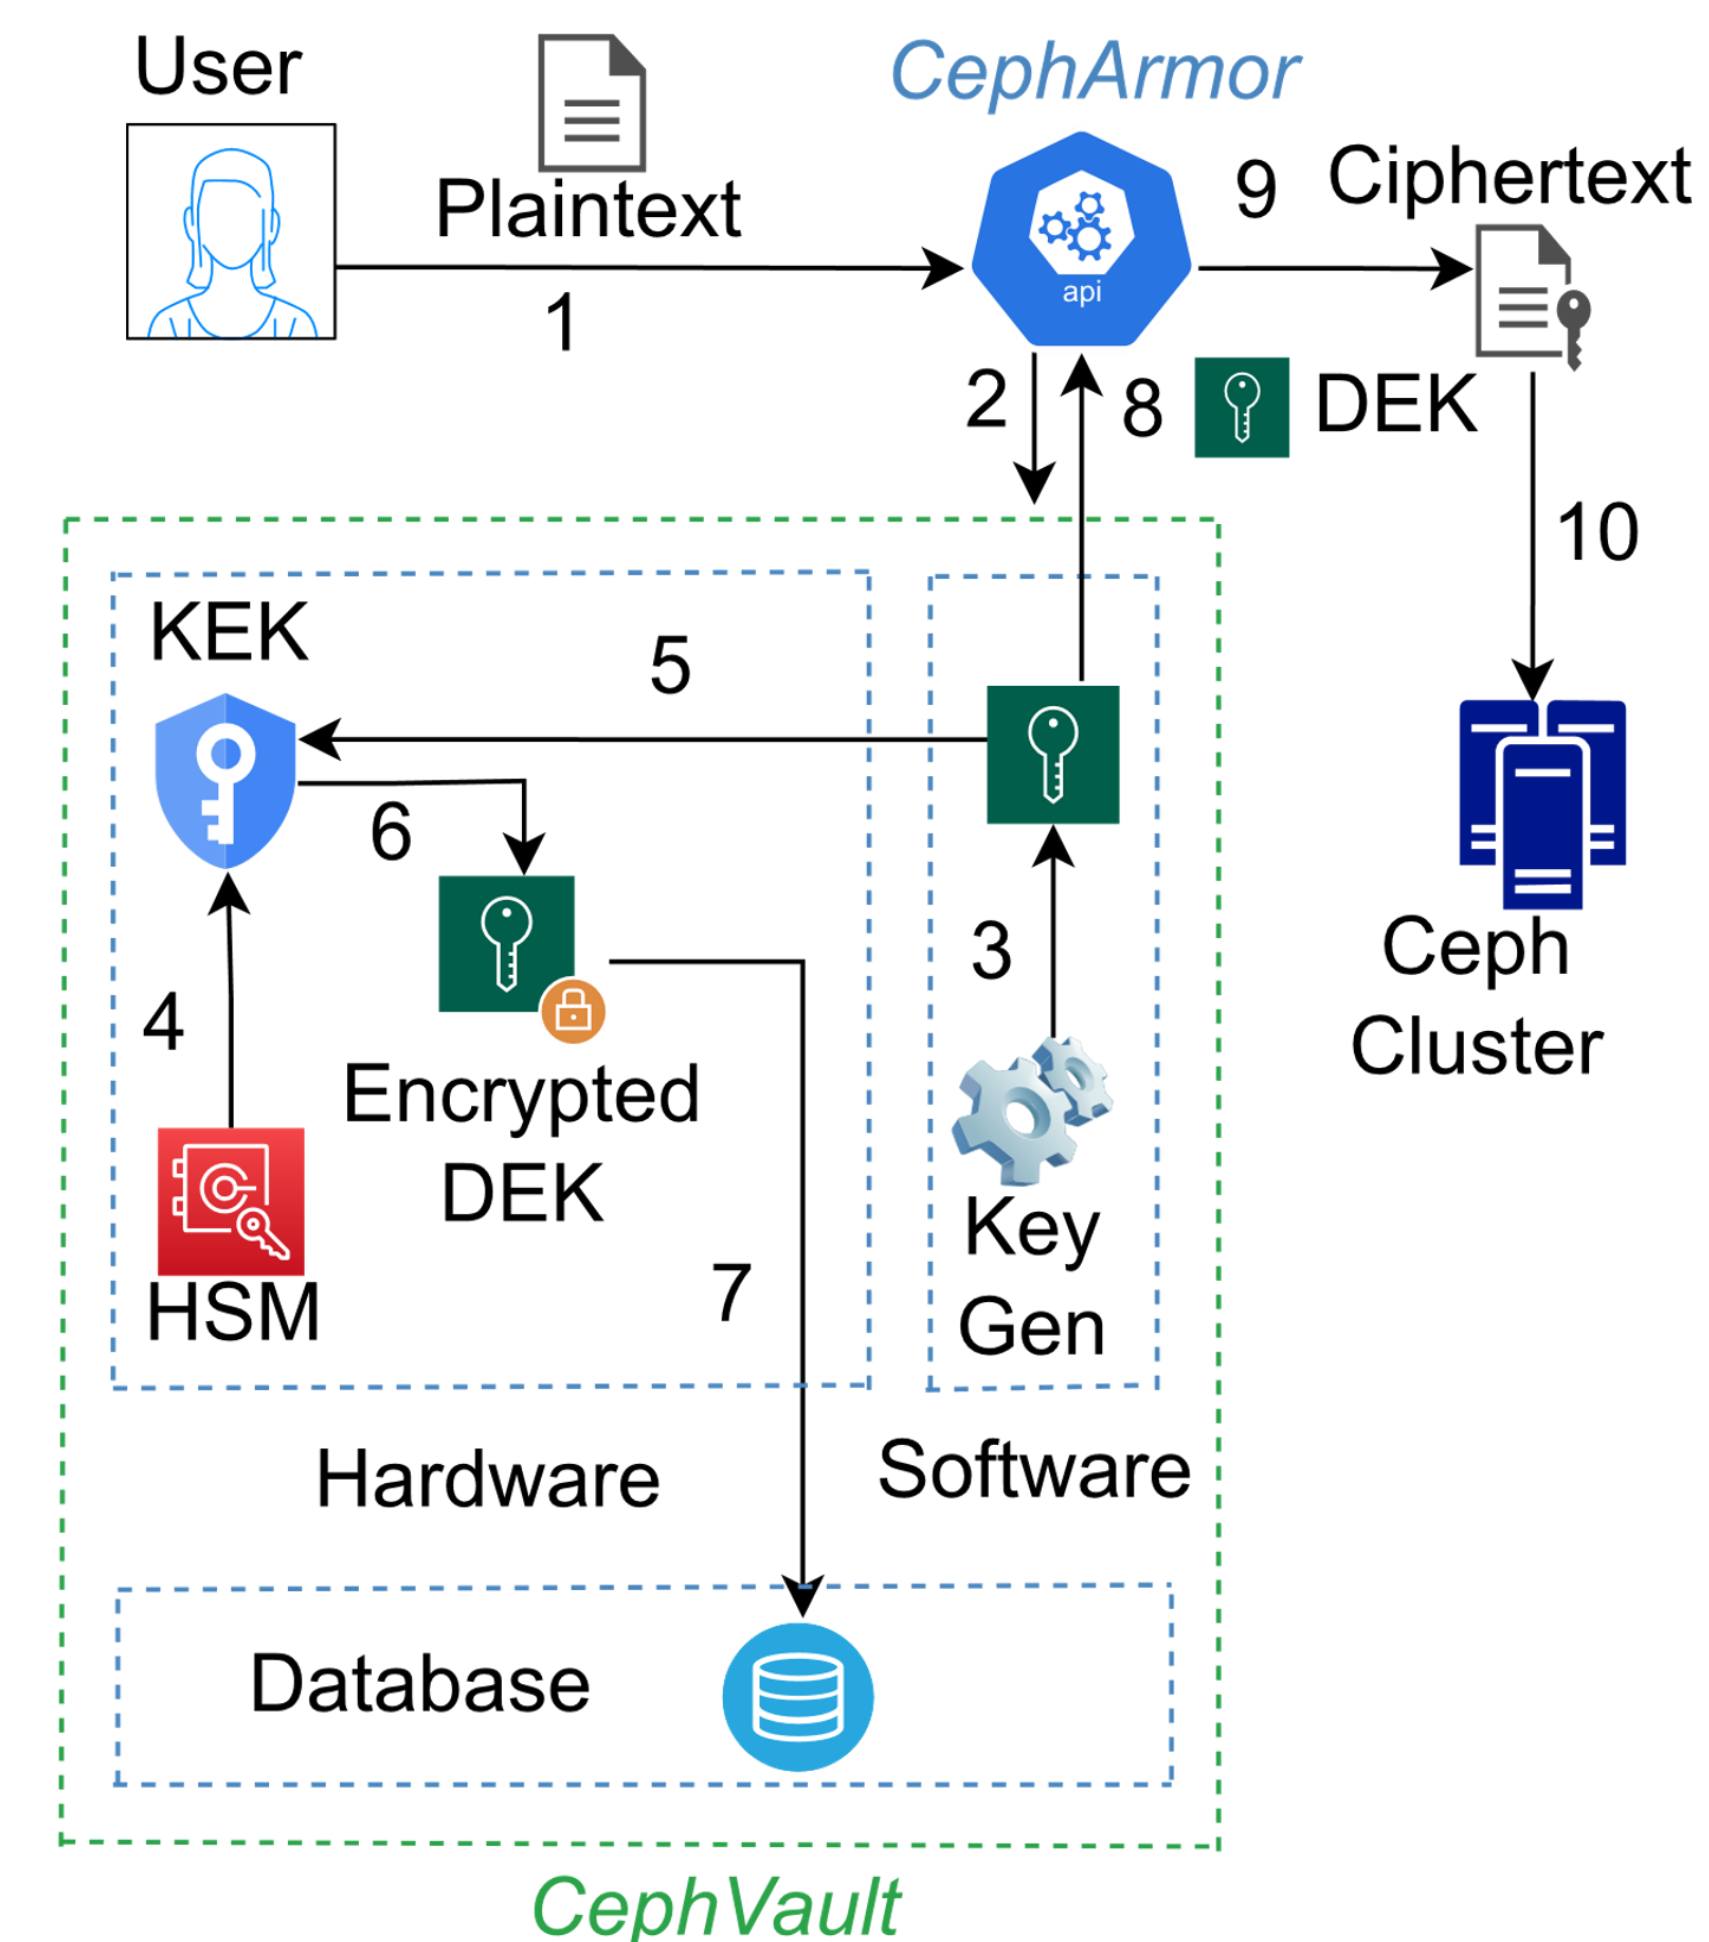 User
CephArmor
Plaintext
9
Ciphertext
api
1
2
8
DEK
10
KEK
5
6
3
4
Encrypted
DEK
Ceph
Cluster
Key
Gen
HSM
7
Hardware
Software
Database
CephVault